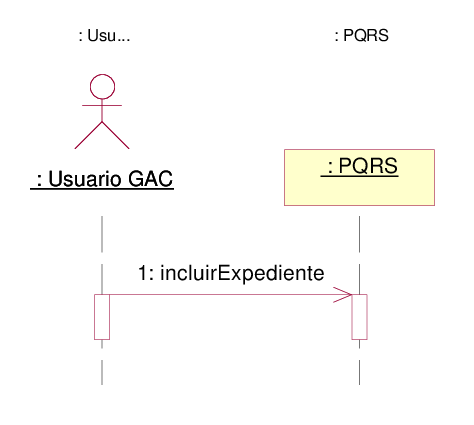 : Usu...
: PQRS
: Usuario GAC
: PQRS
1: incluirExpediente